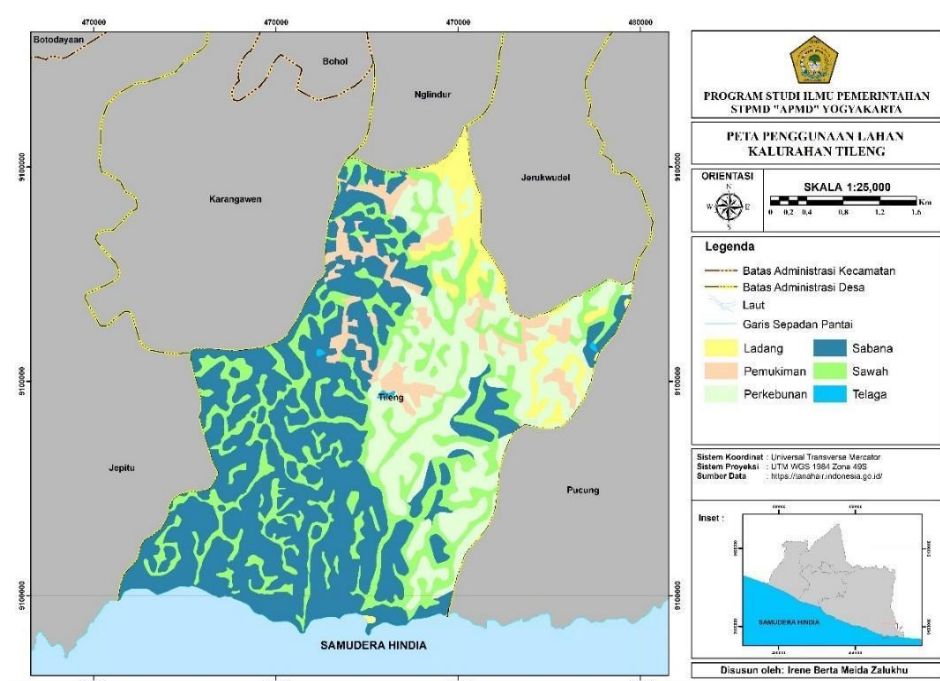 470000
470000
470000
480000
Botodayaan
Bohol
Nglindur
Karangawen
Jerukwudel
Tileng
Jepitu
Pucung
SAMUDERA HINDIA
9100000
9100000
9100000
9100000
9100000
9100000
PROGRAM STUDI ILMU PEMERINTAHAN
STPMD "APMD" YOGYAKARTA
PETA PENGGUNAAN LAHAN
KALURAHAN TILENG
ORIENTASI
N
W
E
S
SKALA 1:25,000
0 0,2 0,4 0,8 1,2 1,6
Km
Legenda
Batas Administrasi Kecamatan
Batas Administrasi Desa
Laut
Garis Sepadan Pantai
Ladang
Sabana
Pemukiman
Sawah
Perkebunan
Telaga
Sistem Koordinat : Universal Transverse Mercator
Sistem Proyeksi : UTM WGS 1984 Zona 49S
Sumber Data : https://tanahair.indonesia.go.id/
Inset :
SAMUDERA HINDIA
Disusun oleh: Irene Berta Meida Zalukhu